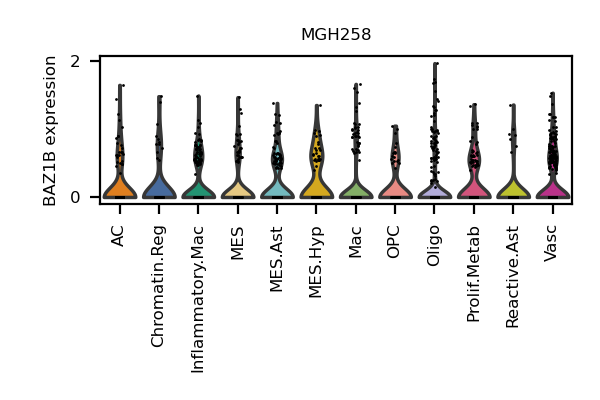 MGH258
BAZ1B expression
2
0
AC
Chromatin.Reg
Inflammatory.Mac
MES
MES.Ast
MES.Hyp
Mac
OPC
Oligo
Prolif.Metab
Reactive.Ast
Vasc